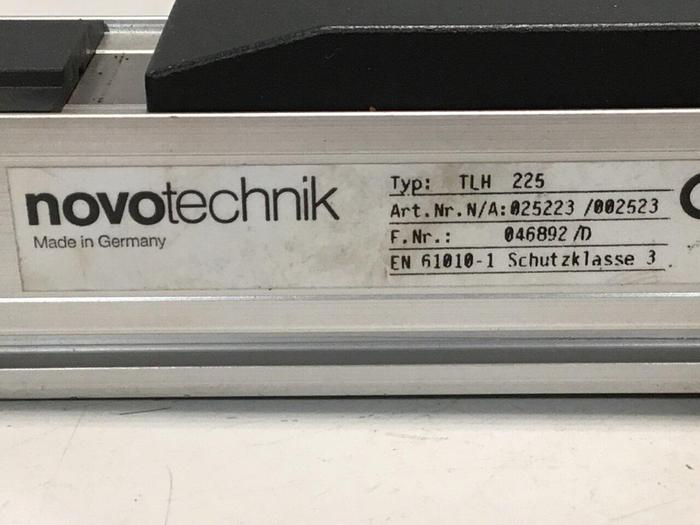 novotechnik
Made in Germany
Typ: TLH 225
Art.Nr.N/A:025223 /002523
F.Nr.: 046892/D
EN 61010-1 Schutzklasse 3